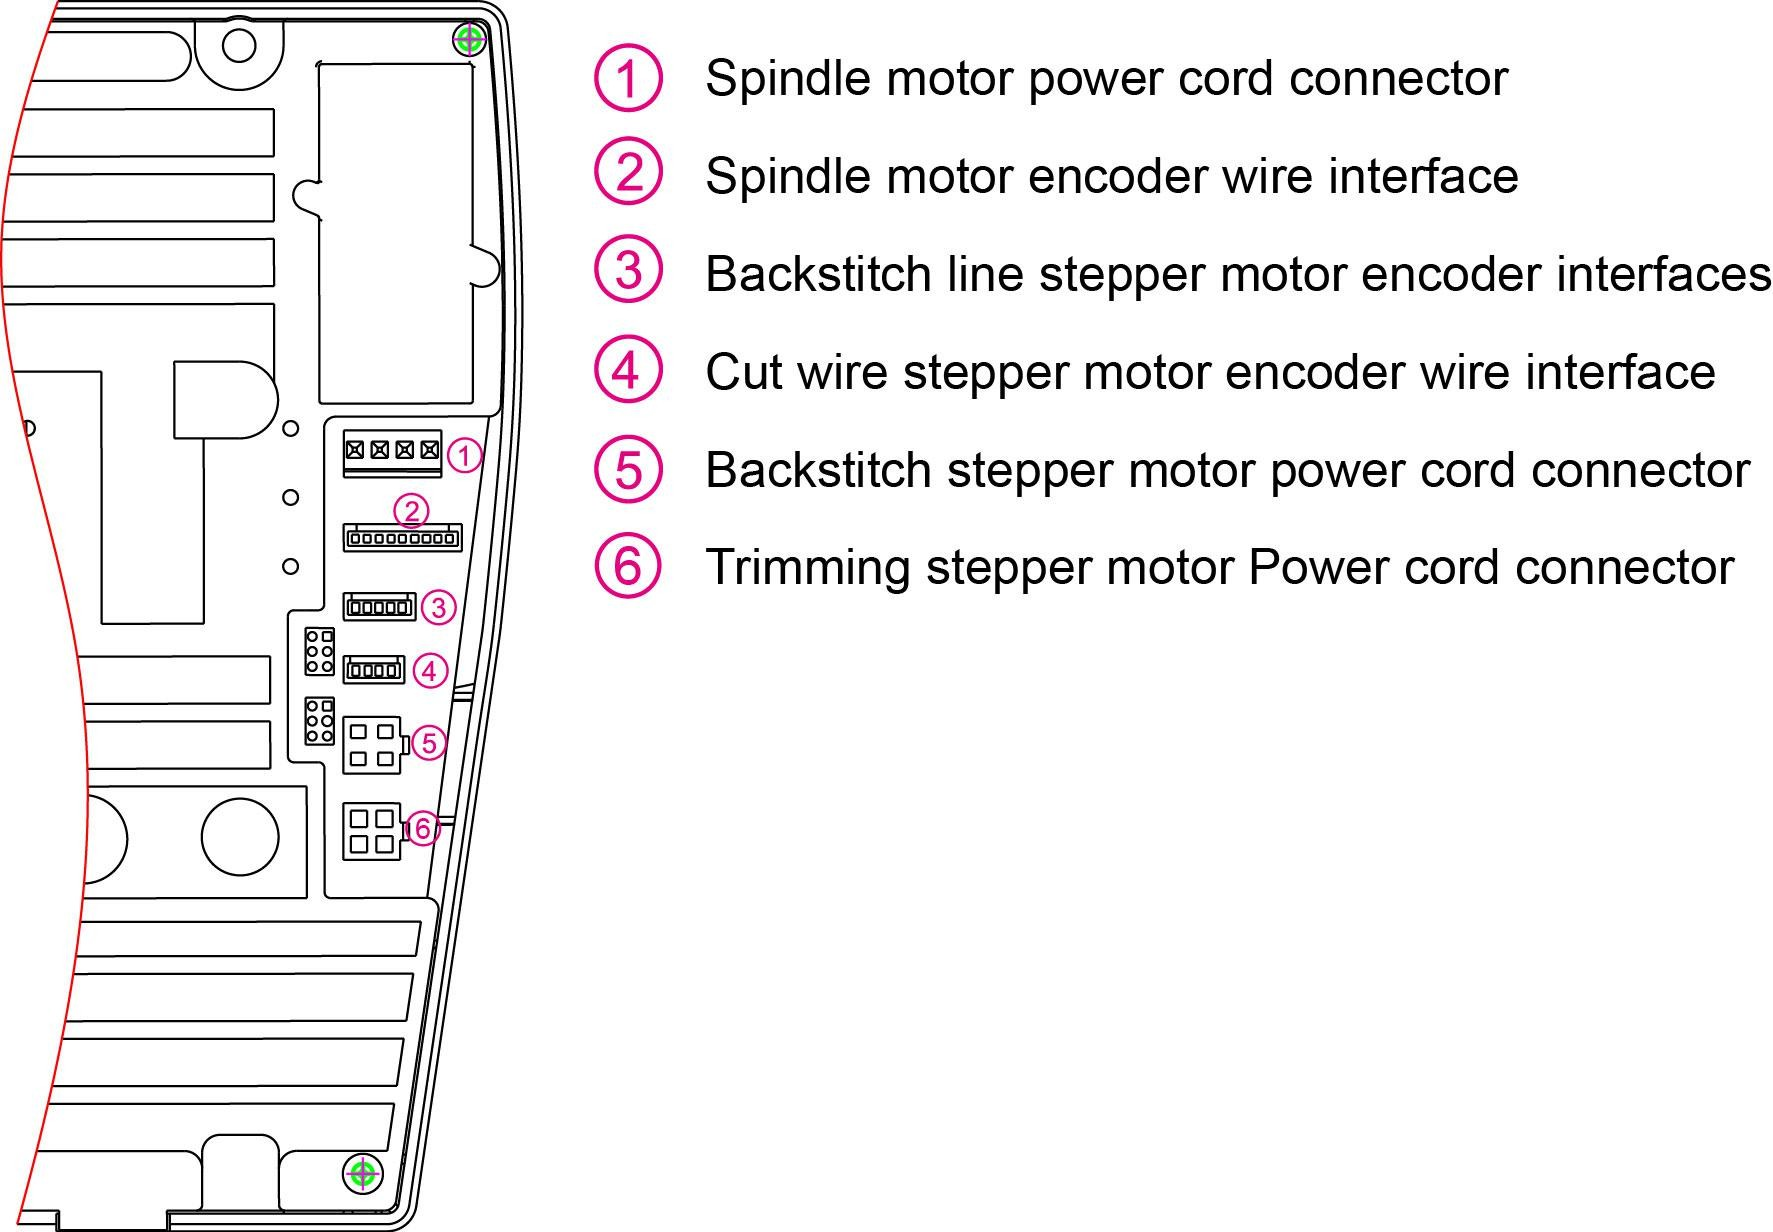 ① Spindle motor power cord connector
② Spindle motor encoder wire interface
③ Backstitch line stepper motor encoder interfaces
④ Cut wire stepper motor encoder wire interface
⑤ Backstitch stepper motor power cord connector
⑥ Trimming stepper motor Power cord connector
①
②
③
④
⑤
⑥